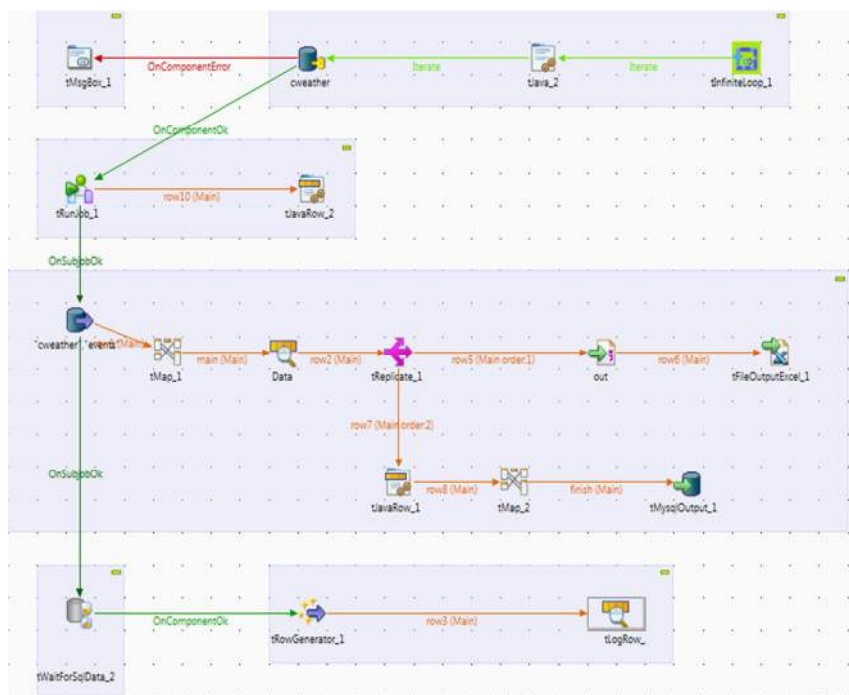 OnComponentError
Iterate
Iterate
tMsgBox_1
cweather
tJava_2
tInfiniteLoop_1
OnComponentOk
row10 (Main)
tRunJob_1
tJavaRow_2
OnSubjobOk
"cweather"."events
main (Main)
row2 (Main)
row5 (Main order:1)
row6 (Main)
tMap_1
Data
tReplicate_1
out
tFileOutputExcel_1
row7 (Main order:2)
OnSubjobOk
row8 (Main)
finish (Main)
tJavaRow_1
tMap_2
tMysqlOutput_1
OnComponentOk
row3 (Main)
tRowGenerator_1
tLogRow_
tWaitForSqlData_2